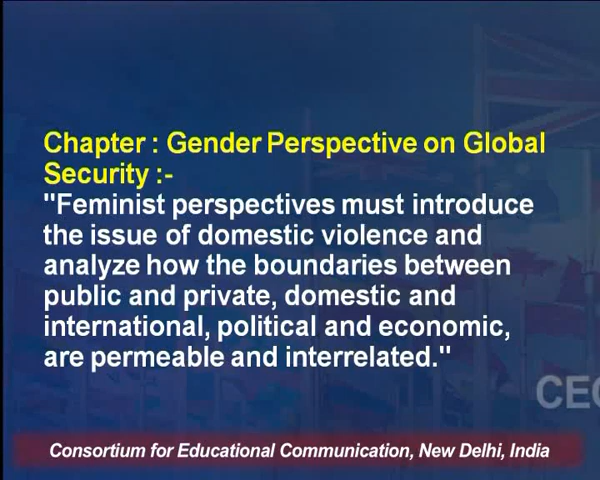 Chapter : Gender Perspective on Global
Security :-
"Feminist perspectives must introduce
the issue of domestic violence and
analyze how the boundaries between
public and private, domestic and
international, political and economic,
are permeable and interrelated."
CEC
Consortium for Educational Communication, New Delhi, India